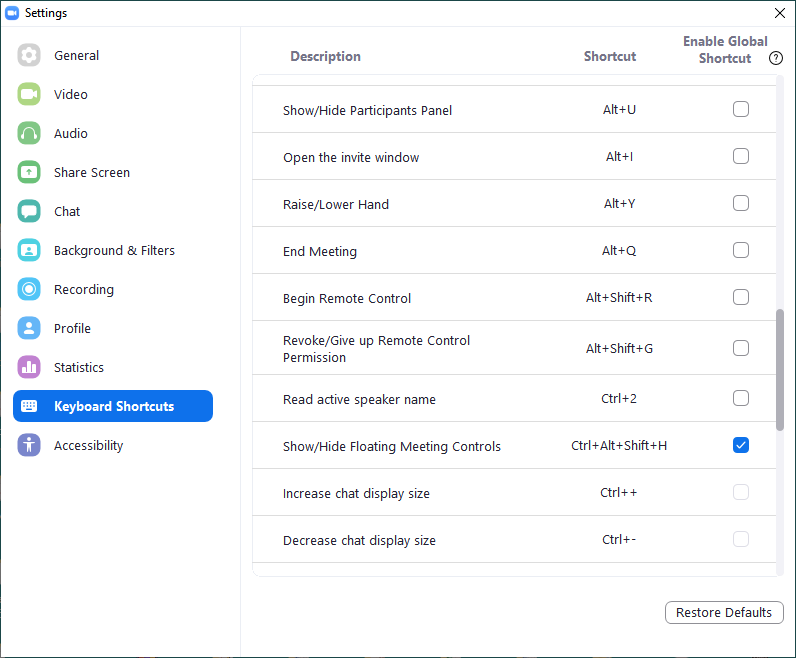 Settings
General
Video
Audio
Share Screen
Chat
Background & Filters
Recording
Profile
Statistics
Keyboard Shortcuts
Accessibility
Description Shortcut Enable Global
Shortcut ?
Show/Hide Participants Panel Alt+U
Open the invite window Alt+I
Raise/Lower Hand Alt+Y
End Meeting Alt+Q
Begin Remote Control Alt+Shift+R
Revoke/Give up Remote Control
Permission Alt+Shift+G
Read active speaker name Ctrl+2
Show/Hide Floating Meeting Controls Ctrl+Alt+Shift+H
Increase chat display size Ctrl++
Decrease chat display size Ctrl+-
Restore Defaults